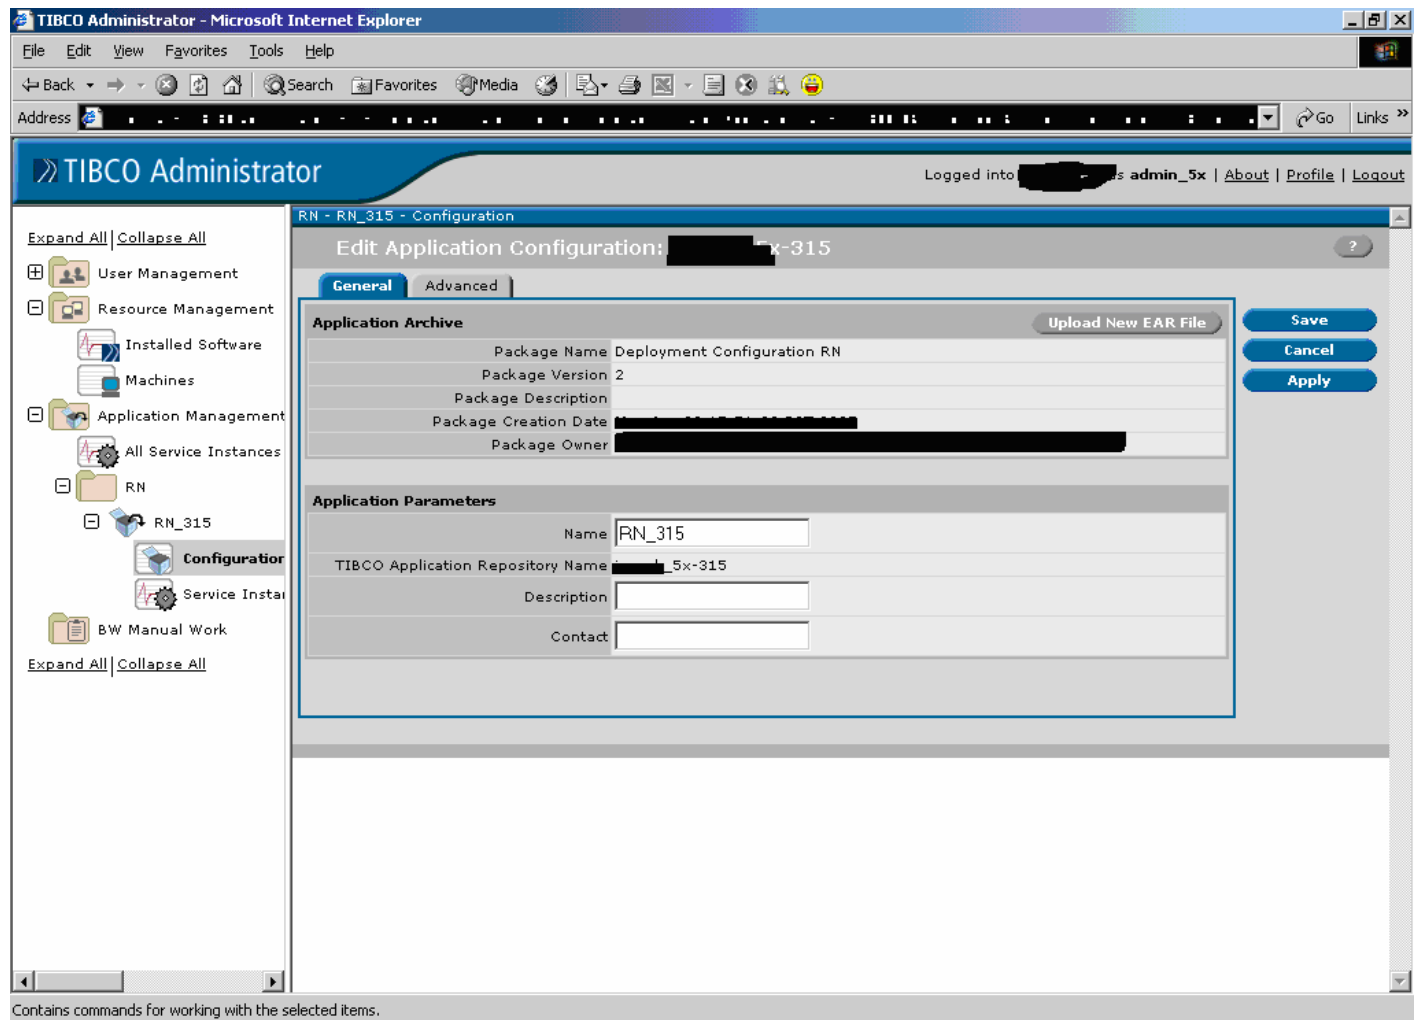 TIBCO Administrator - Microsoft Internet Explorer
File Edit View Favorites Tools Help
Back Search Favorites Media
Address Go Links »
TIBCO Administrator
Logged into admin_5x | About | Profile | Logout
Expand All | Collapse All
User Management
Resource Management
Installed Software
Machines
Application Management
All Service Instances
RN
RN_315
Configuration
Service Instan
BW Manual Work
Expand All | Collapse All
RN - RN_315 - Configuration
Edit Application Configuration: x-315
?
General Advanced
Application Archive Upload New EAR File
Package Name Deployment Configuration RN
Package Version 2
Package Description
Package Creation Date
Package Owner
Application Parameters
Name RN_315
TIBCO Application Repository Name _5x-315
Description
Contact
Save
Cancel
Apply
Contains commands for working with the selected items.